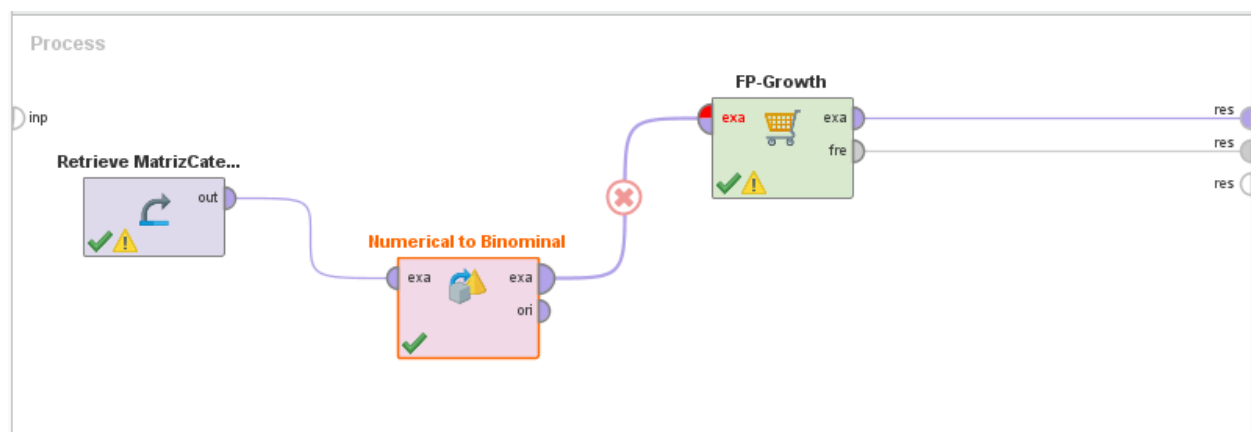 Process
inp
Retrieve MatrizCate...
out
Numerical to Binominal
exa
exa
ori
FP-Growth
exa
exa
fre
res
res
res